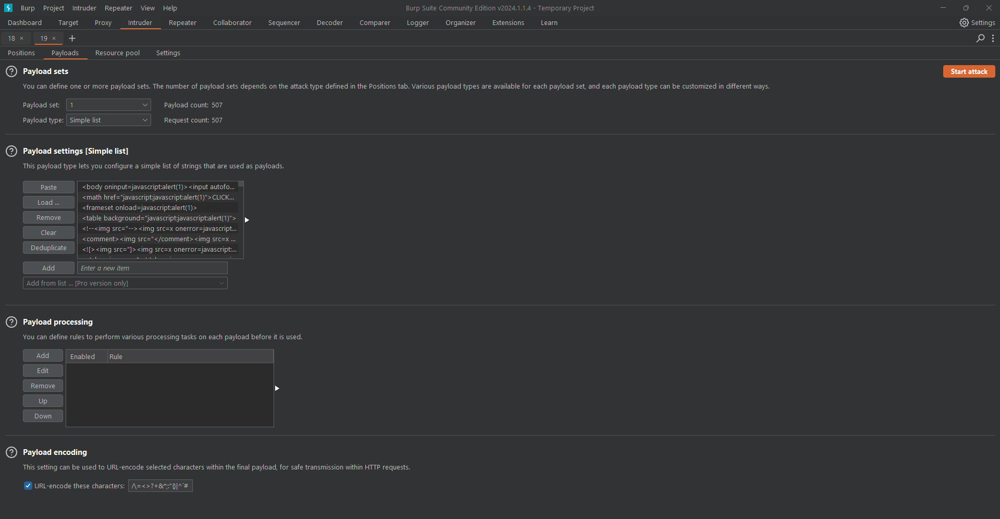 Burp Project Intruder Repeater View Help Burp Suite Community Edition v2024.1.1.4 - Temporary Project
Dashboard Target Proxy Intruder Repeater Collaborator Sequencer Decoder Comparer Logger Organizer Extensions Learn Settings
18 × 19 × +
Positions Payloads Resource pool Settings
? Payload sets Start attack
You can define one or more payload sets. The number of payload sets depends on the attack type defined in the Positions tab. Various payload types are available for each payload set, and each payload type can be customized in different ways.
Payload set: 1 Payload count: 507
Payload type: Simple list Request count: 507
? Payload settings [Simple list]
This payload type lets you configure a simple list of strings that are used as payloads.
Paste
Load ...
Remove
Clear
Deduplicate
<body oninput=javascript:alert(1)><input autofo...
<math href="javascript:javascript:alert(1)">CLICK...
<frameset onload=javascript:alert(1)>
<table background="javascript:javascript:alert(1)">
<!--<img src="--><img src=x onerror=javascript...
<comment><img src="</comment><img src=x ...
<![><img src="]><img src=x onerror=javascript:...
Add Enter a new item
Add from list ... [Pro version only]
? Payload processing
You can define rules to perform various processing tasks on each payload before it is used.
Add
Edit
Remove
Up
Down
Enabled Rule
? Payload encoding
This setting can be used to URL-encode selected characters within the final payload, for safe transmission within HTTP requests.
URL-encode these characters: /\=<>?+&*;:"{}|^`#